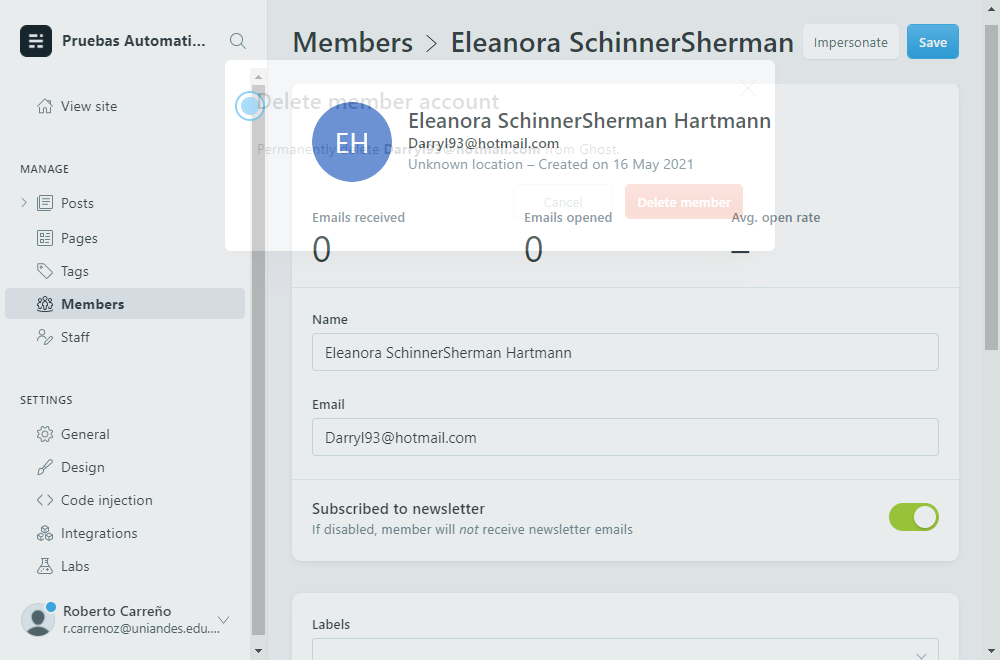 Pruebas Automati...
Members > Eleanora SchinnerSherman
Impersonate
Save
View site
MANAGE
Posts
Pages
Tags
Members
Staff
SETTINGS
General
Design
Code injection
Integrations
Labs
Roberto Carreño
r.carrenoz@uniandes.edu....
Delete member account
Permanently delete Darryl93@hotmail.com from Ghost.
Cancel
Delete member
EH
Eleanora SchinnerSherman Hartmann
Darryl93@hotmail.com
Unknown location – Created on 16 May 2021
Emails received
Emails opened
Avg. open rate
0
0
–
Name
Eleanora SchinnerSherman Hartmann
Email
Darryl93@hotmail.com
Subscribed to newsletter
If disabled, member will not receive newsletter emails
Labels